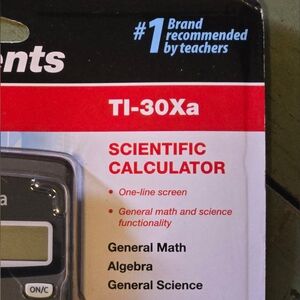 #1 Brand
recommended
by teachers
ents
TI-30Xa
SCIENTIFIC
CALCULATOR
• One-line screen
• General math and science
functionality
a
General Math
Algebra
General Science
ON/C